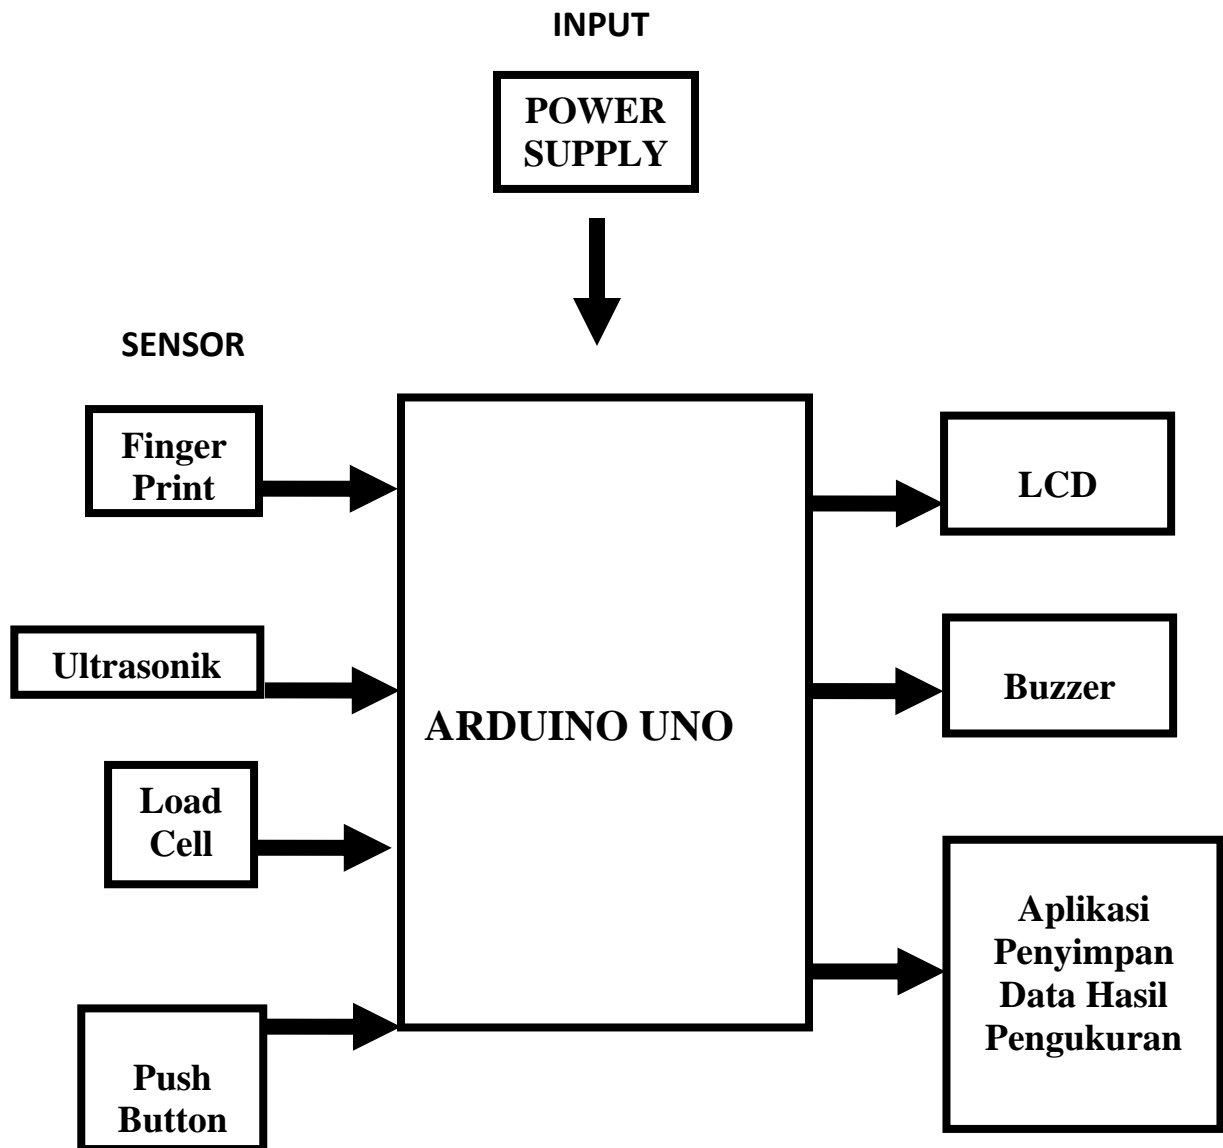 INPUT
POWER
SUPPLY
SENSOR
Finger
Print
Ultrasonik
Load
Cell
Push
Button
ARDUINO UNO
LCD
Buzzer
Aplikasi
Penyimpan
Data Hasil
Pengukuran